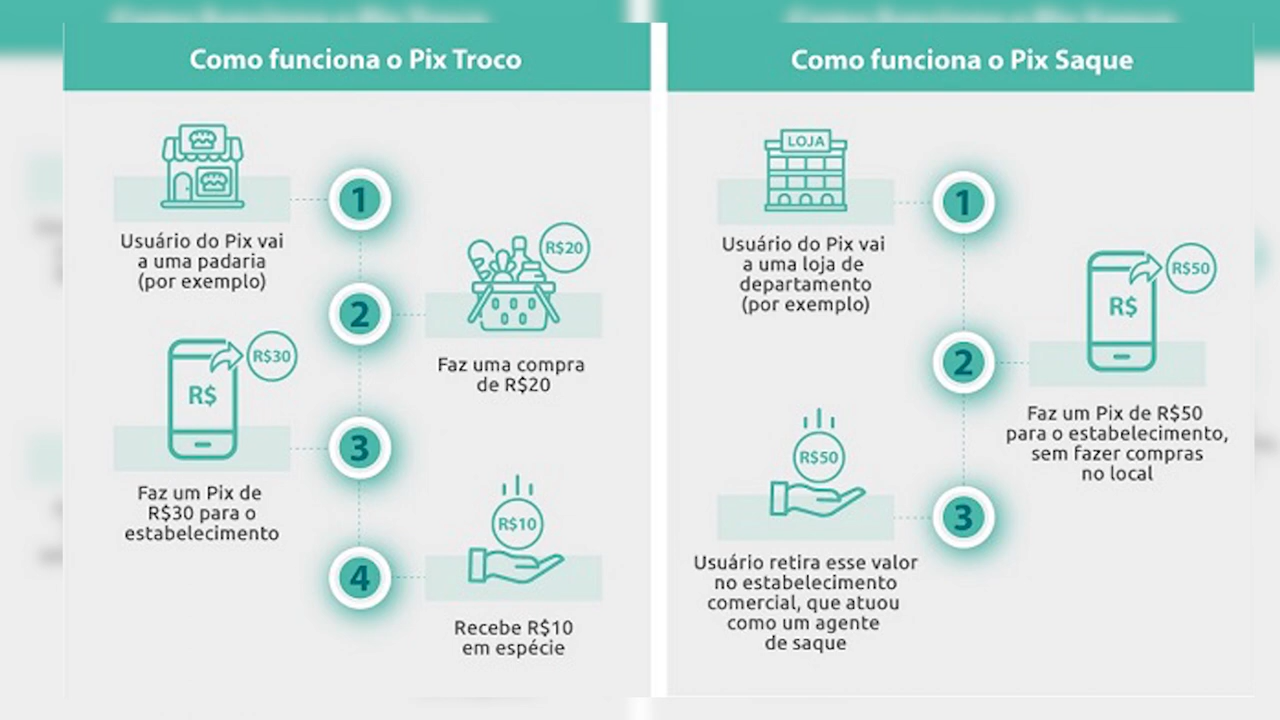 Como funciona o Pix Troco
1
Usuário do Pix vai
a uma padaria
(por exemplo)
R$20
2
Faz uma compra
de R$20
R$30
R$
3
Faz um Pix de
R$30 para o
estabelecimento
R$10
4
Recebe R$10
em espécie
Como funciona o Pix Saque
LOJA
1
Usuário do Pix vai
a uma loja de
departamento
(por exemplo)
R$50
R$
2
Faz um Pix de R$50
para o estabelecimento,
sem fazer compras
no local
R$50
3
Usuário retira esse valor
no estabelecimento
comercial, que atuou
como um agente
de saque